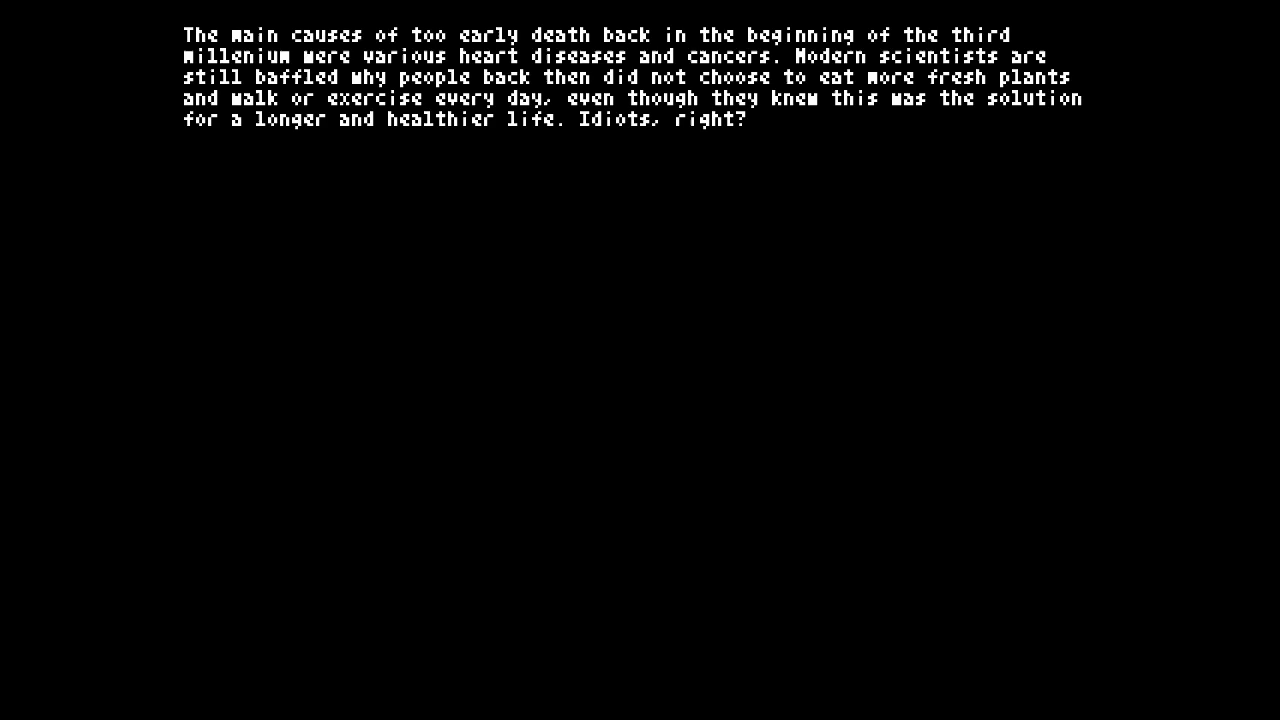 The main causes of too early death back in the beginning of the third
millenium were various heart diseases and cancers. Modern scientists are
still baffled why people back then did not choose to eat more fresh plants
and walk or exercise every day, even though they knew this was the solution
for a longer and healthier life. Idiots, right?